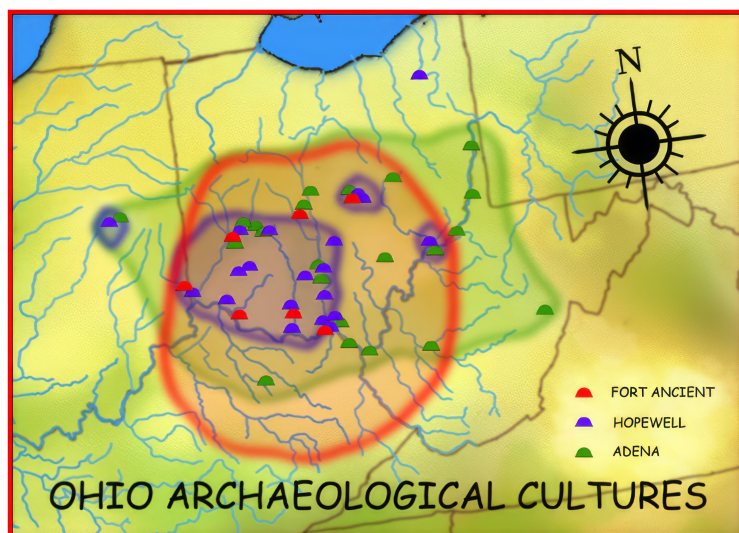 N
FORT ANCIENT
HOPEWELL
ADENA
OHIO ARCHAEOLOGICAL CULTURES